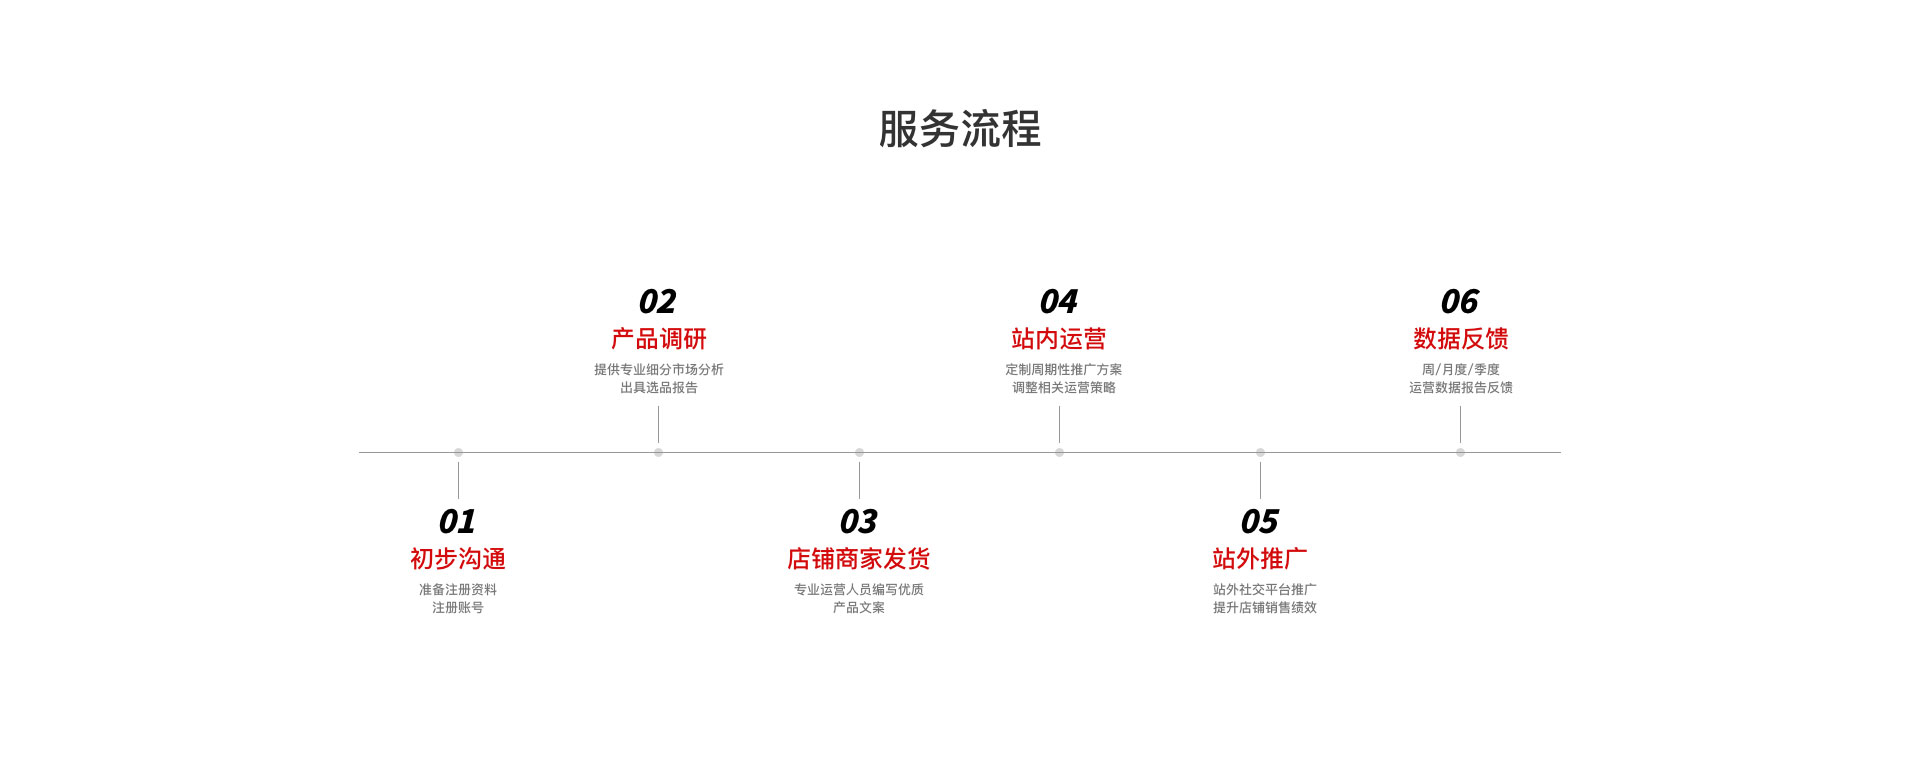 服务流程
01
初步沟通
准备注册资料
注册账号
02
产品调研
提供专业细分市场分析
出具选品报告
03
店铺商家发货
专业运营人员编写优质
产品文案
04
站内运营
定制周期性推广方案
调整相关运营策略
05
站外推广
站外社交平台推广
提升店铺销售绩效
06
数据反馈
周/月度/季度
运营数据报告反馈